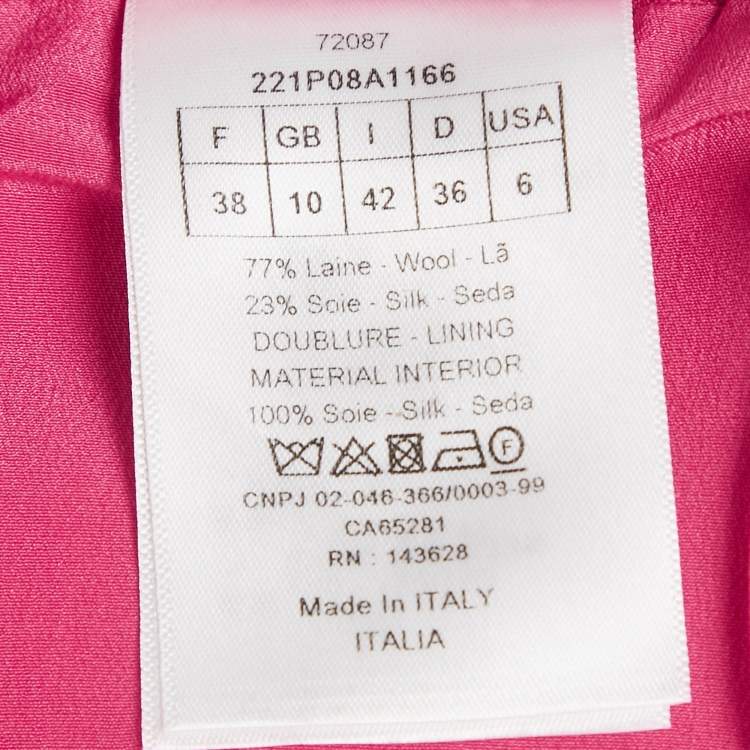 72087
221P08A1166
F GB I D USA
38 10 42 36 6
77% Laine - Wool - Lã
23% Soie - Silk - Seda
DOUBLURE - LINING
MATERIAL INTERIOR
100% Soie - Silk - Seda
F
CNPJ 02-046-366/0003-99
CA65281
RN : 143628
Made In ITALY
ITALIA